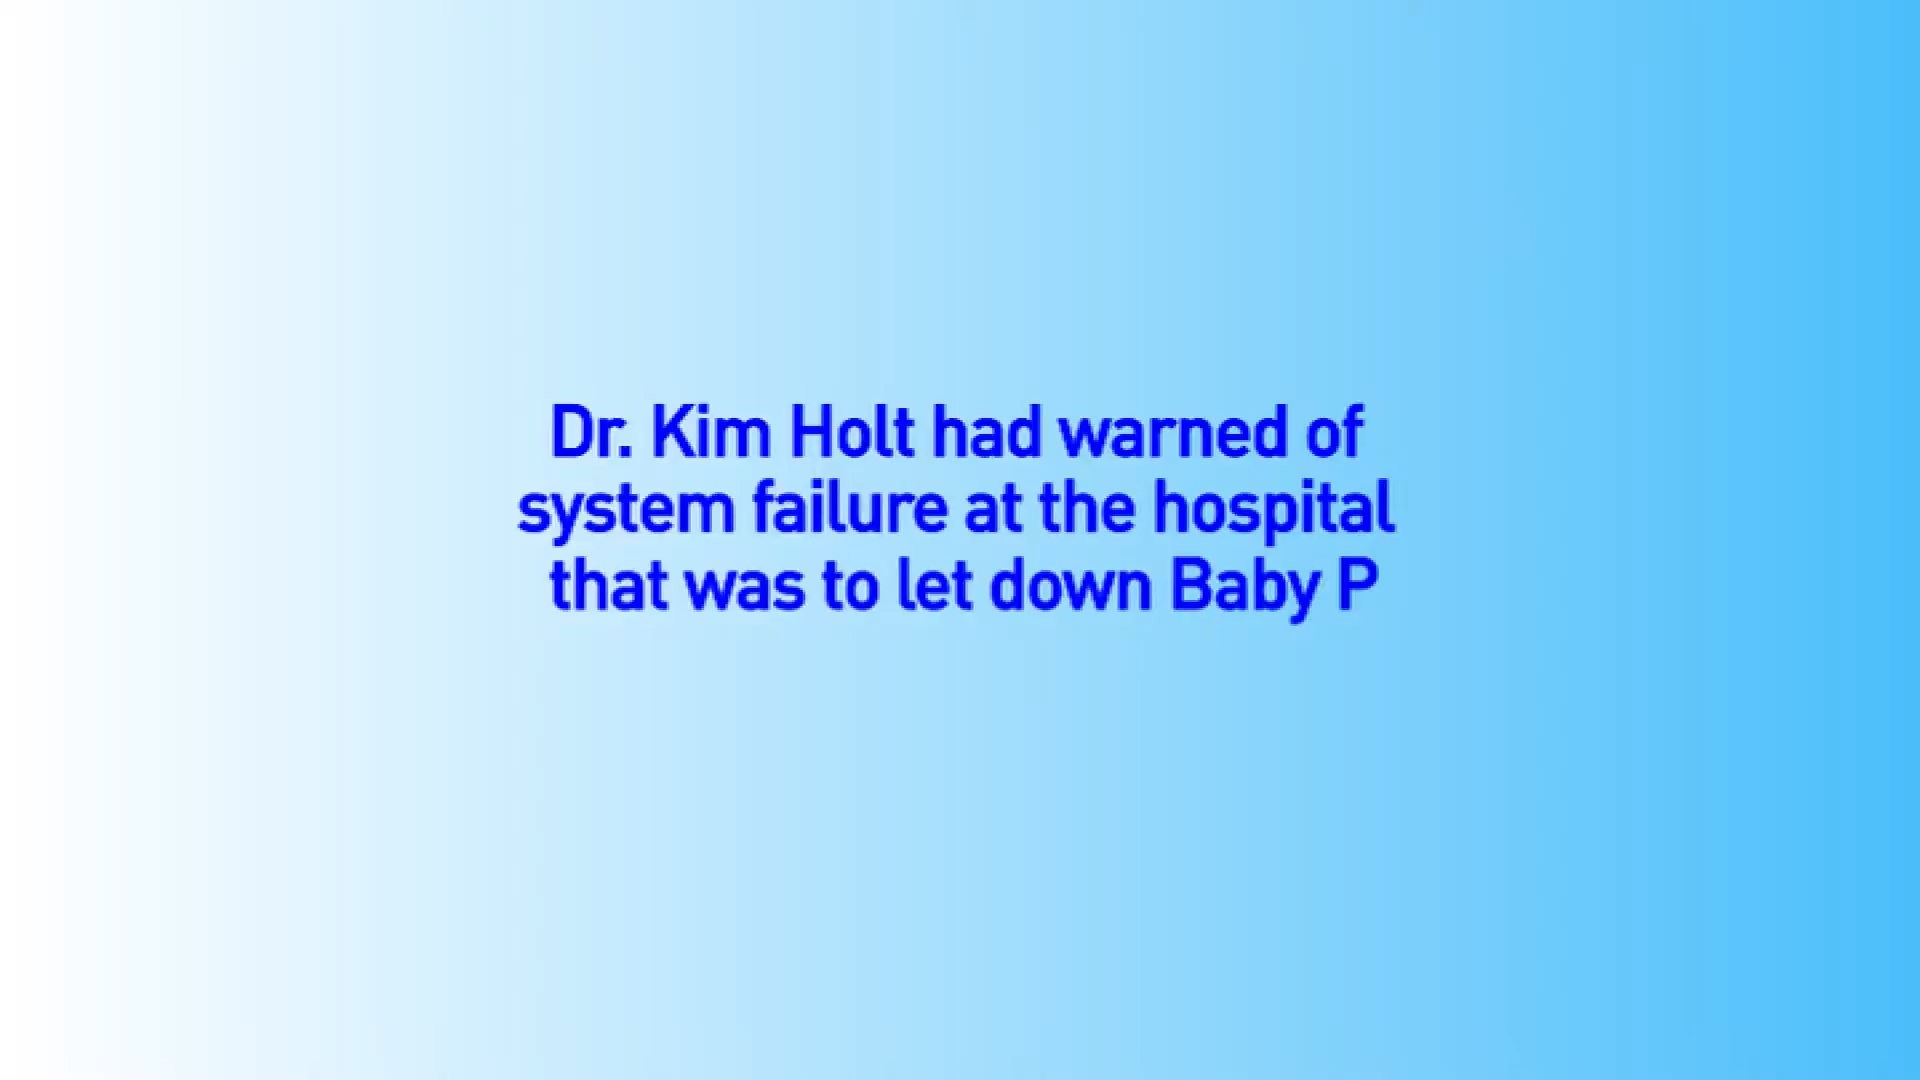 Dr. Kim Holt had warned of
system failure at the hospital
that was to let down Baby P